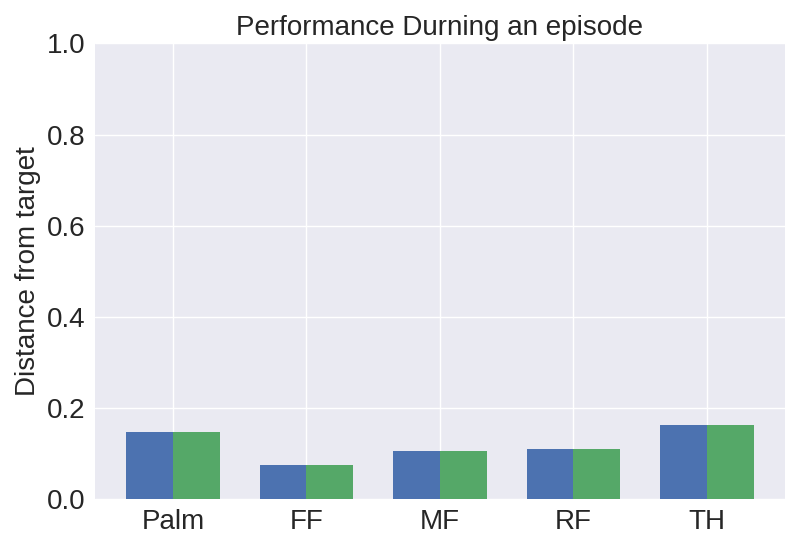 Performance Durning an episode
1.0
0.8
0.6
0.4
0.2
0.0
Distance from target
Palm FF MF RF TH